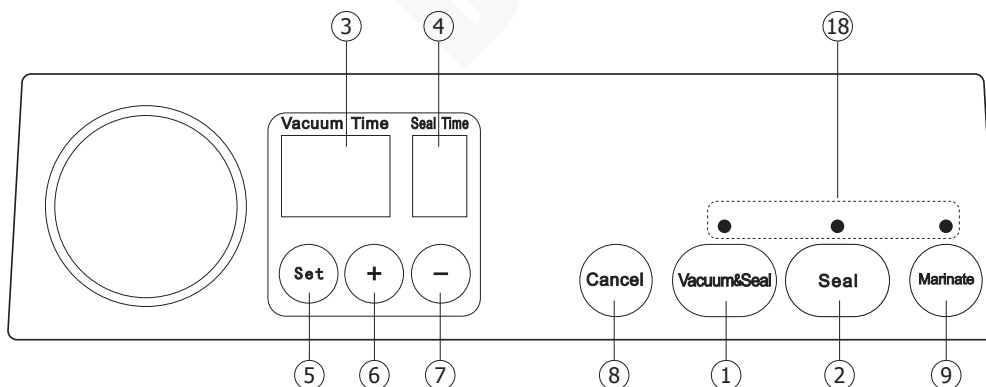 ③ ④ ⑱
Vacuum Time Seal Time
Set + −
Cancel Vacuum&Seal Seal Marinate
⑤ ⑥ ⑦ ⑧ ① ② ⑨